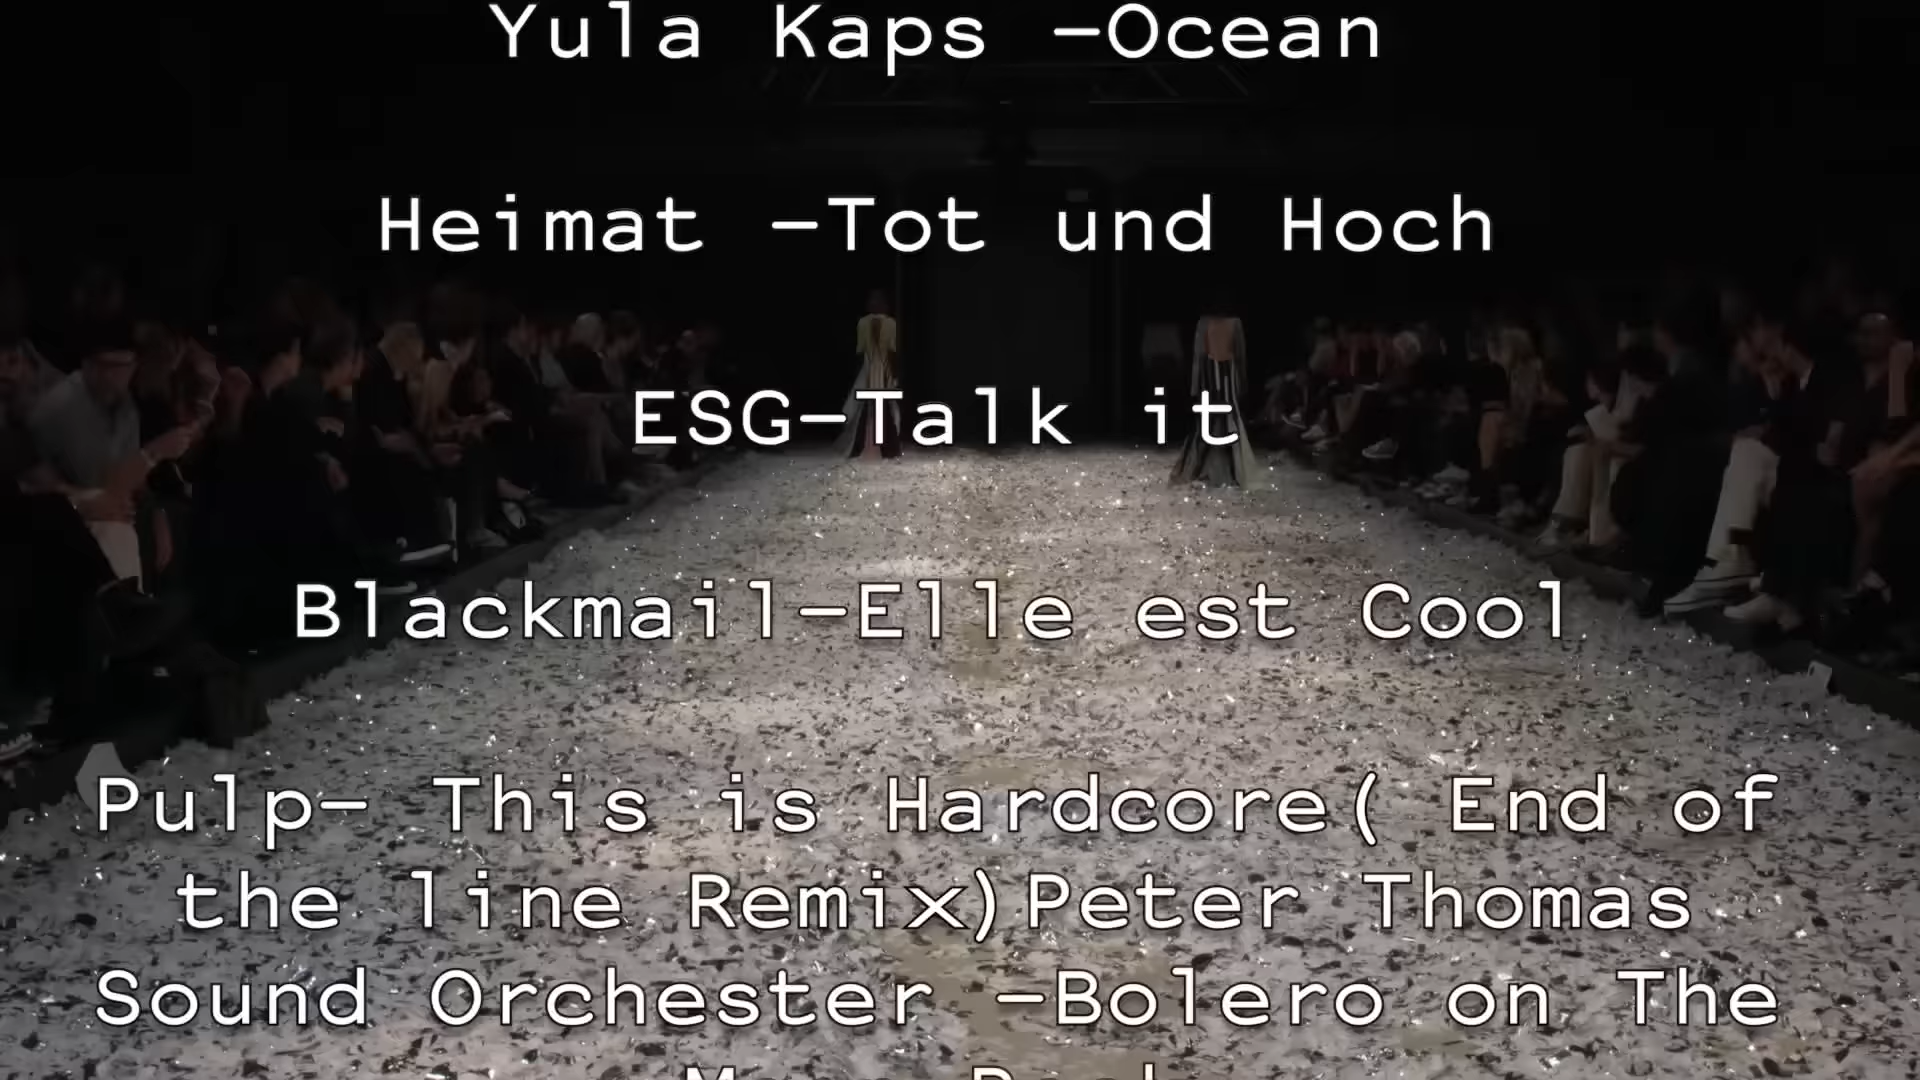 Yula Kaps -Ocean
Heimat -Tot und Hoch
ESG-Talk it
Blackmail-Elle est Cool
Pulp- This is Hardcore( End of
the line Remix)Peter Thomas
Sound Orchester -Bolero on The